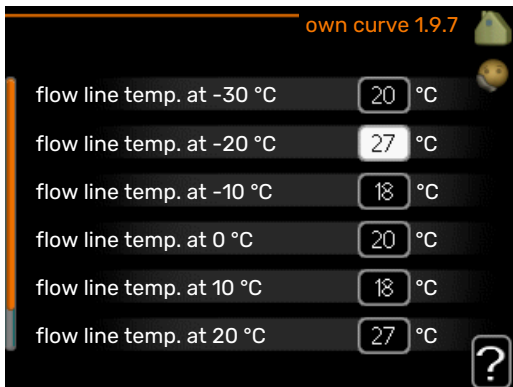 own curve 1.9.7
flow line temp. at -30 °C 20 °C
flow line temp. at -20 °C 27 °C
flow line temp. at -10 °C 18 °C
flow line temp. at 0 °C 20 °C
flow line temp. at 10 °C 18 °C
flow line temp. at 20 °C 27 °C
?